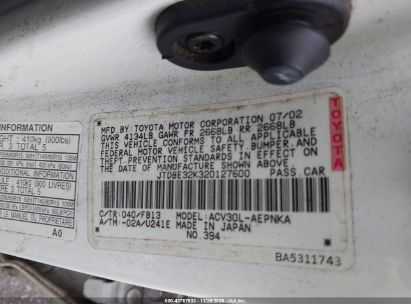 MFD. BY: TOYOTA MOTOR CORPORATION 07/02
GVWR 4134LB GAWR FR 2668LB RR 2668LB
THIS VEHICLE CONFORMS TO ALL APPLICABLE
FEDERAL MOTOR VEHICLE SAFETY, BUMPER, AND
THEFT PREVENTION STANDARDS IN EFFECT ON
THE DATE OF MANUFACTURE SHOWN ABOVE.
JTDBE32K320127600 PASS CAR
C/TR: 040/FB13 MODEL: ACV30L-AEPNKA
A/TM: -02A/U241E MADE IN JAPAN
NO. 394
BA5311743
TOYOTA
INFORMATION
410kg (900lbs)
A0